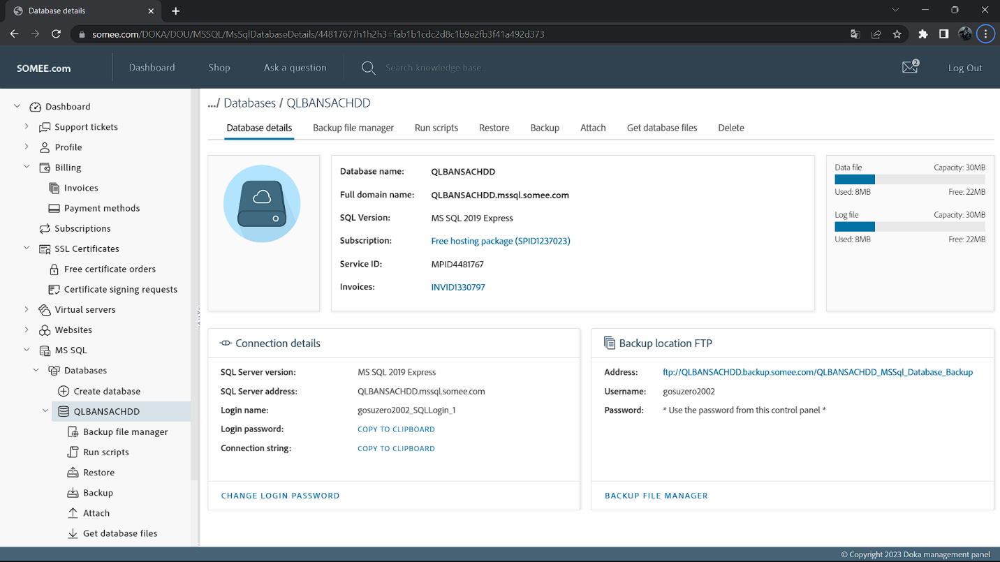 Database details
somee.com/DOKA/DOU/MSSQL/MsSqlDatabaseDetails/4481767?h1h2h3=fab1b1cdc2d8c1b9e2fb3f41a492d373
SOMEE.com
Dashboard
Shop
Ask a question
Search knowledge base...
2
Log Out
Dashboard
Support tickets
Profile
Billing
Invoices
Payment methods
Subscriptions
SSL Certificates
Free certificate orders
Certificate signing requests
Virtual servers
Websites
MS SQL
Databases
Create database
QLBANSACHDD
Backup file manager
Run scripts
Restore
Backup
Attach
Get database files
.../ Databases / QLBANSACHDD
Database details
Backup file manager
Run scripts
Restore
Backup
Attach
Get database files
Delete
Database name: QLBANSACHDD
Full domain name: QLBANSACHDD.mssql.somee.com
SQL Version: MS SQL 2019 Express
Subscription: Free hosting package (SPID1237023)
Service ID: MPID4481767
Invoices: INVID1330797
Data file Capacity: 30MB
Used: 8MB Free: 22MB
Log file Capacity: 30MB
Used: 8MB Free: 22MB
Connection details
SQL Server version: MS SQL 2019 Express
SQL Server address: QLBANSACHDD.mssql.somee.com
Login name: gosuzero2002_SQLLogin_1
Login password: COPY TO CLIPBOARD
Connection string: COPY TO CLIPBOARD
CHANGE LOGIN PASSWORD
Backup location FTP
Address: ftp://QLBANSACHDD.backup.somee.com/QLBANSACHDD_MSSql_Database_Backup
Username: gosuzero2002
Password: * Use the password from this control panel *
BACKUP FILE MANAGER
© Copyright 2023 Doka management panel